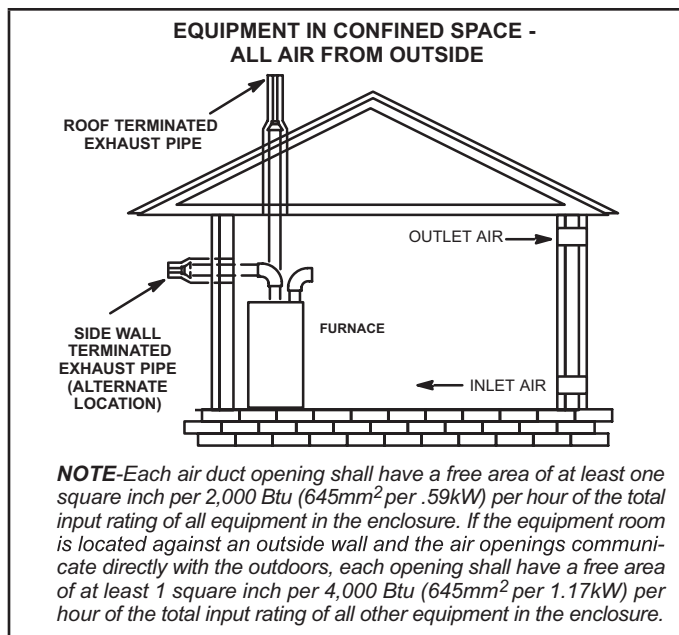 EQUIPMENT IN CONFINED SPACE -
ALL AIR FROM OUTSIDE
ROOF TERMINATED
EXHAUST PIPE
OUTLET AIR
SIDE WALL
TERMINATED
EXHAUST PIPE
(ALTERNATE
LOCATION)
FURNACE
INLET AIR
NOTE-Each air duct opening shall have a free area of at least one
square inch per 2,000 Btu (645mm² per .59kW) per hour of the total
input rating of all equipment in the enclosure. If the equipment room
is located against an outside wall and the air openings communi-
cate directly with the outdoors, each opening shall have a free area
of at least 1 square inch per 4,000 Btu (645mm² per 1.17kW) per
hour of the total input rating of all other equipment in the enclosure.